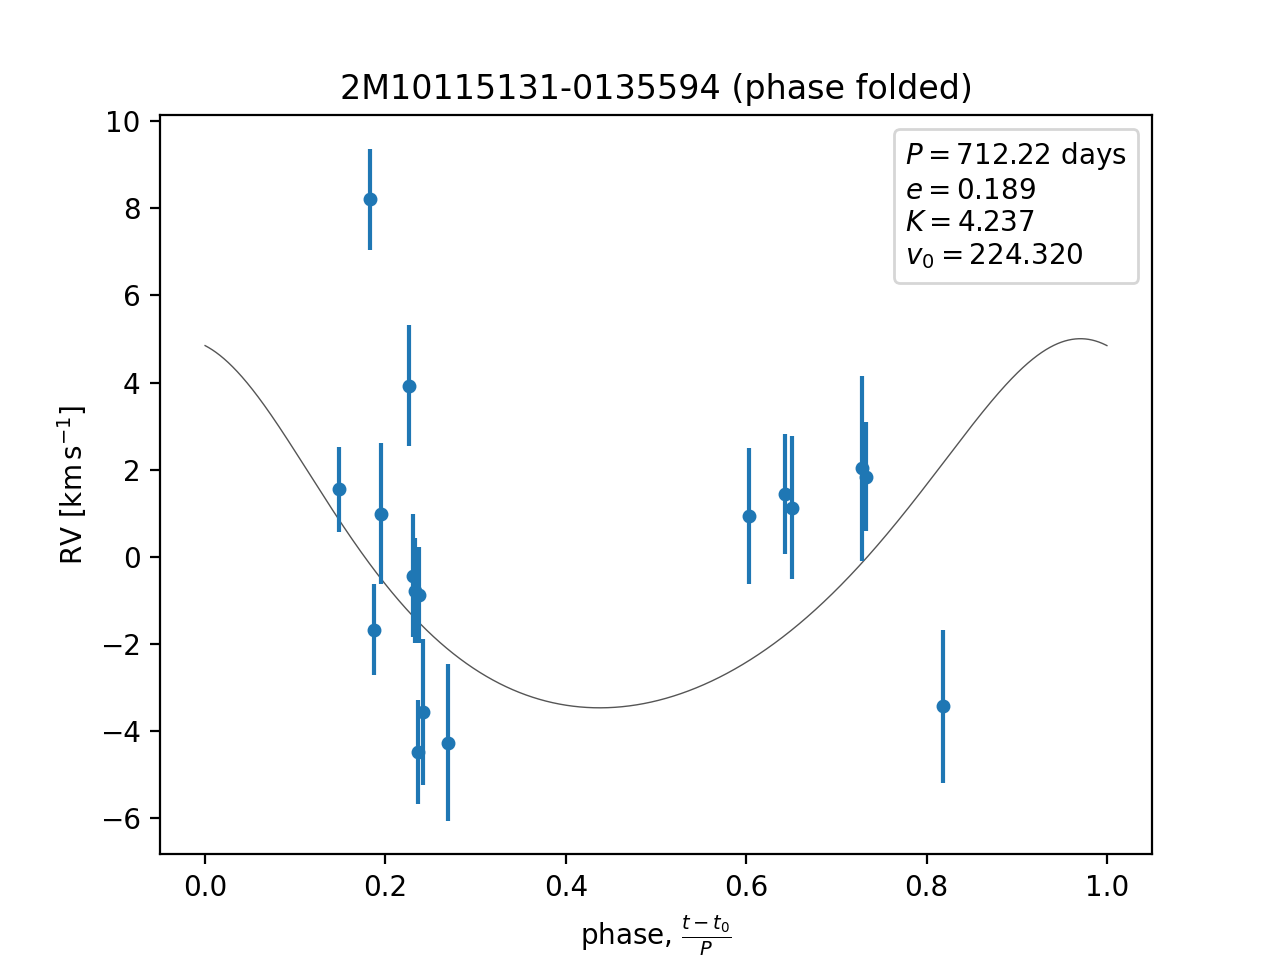 2M10115131-0135594 (phase folded)
P = 712.22 days
e = 0.189
K = 4.237
v₀ = 224.320
10
8
6
4
2
0
−2
−4
−6
RV [km s⁻¹]
0.0 0.2 0.4 0.6 0.8 1.0
phase, (t − t₀)/P